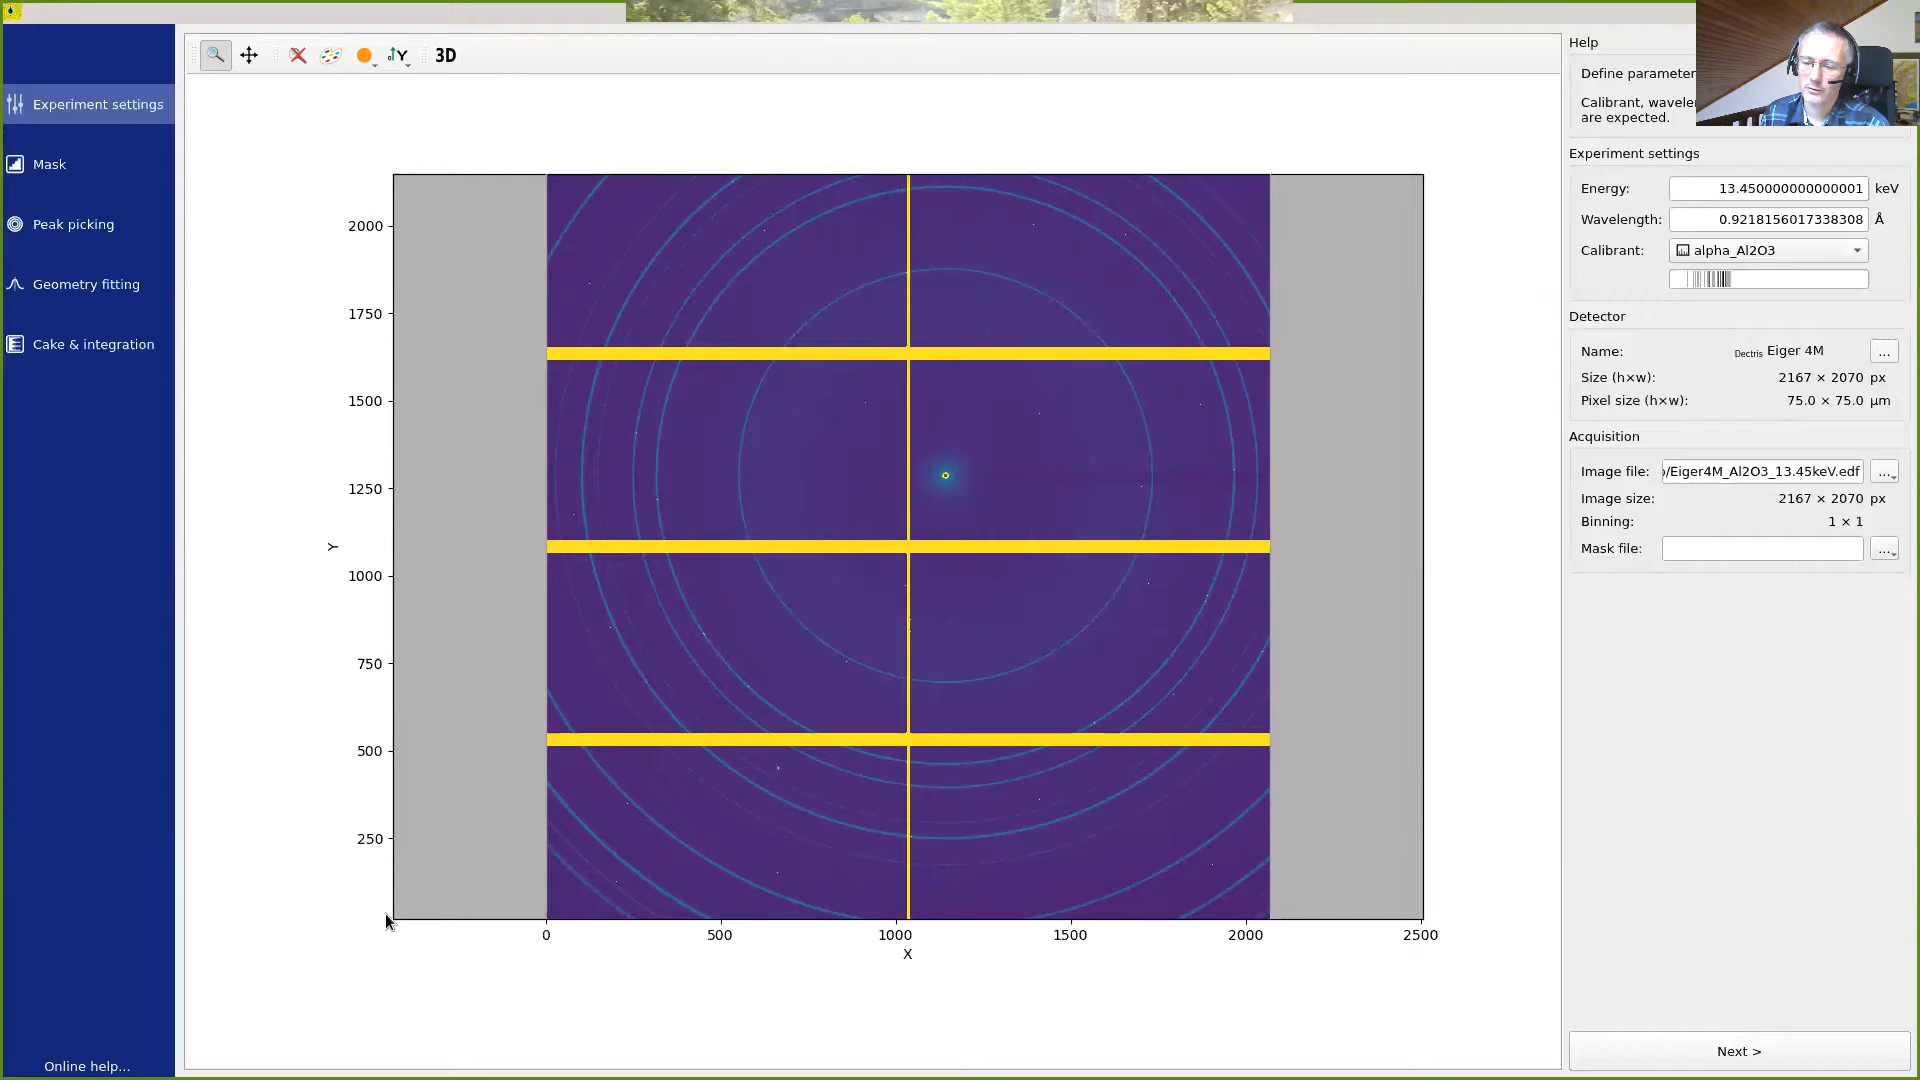 Y
3D
Experiment settings
Mask
Peak picking
Geometry fitting
Cake & integration
Online help...
2000
1750
1500
1250
1000
750
500
250
Y
0
500
1000
1500
2000
2500
X
Help
Define parameter
Calibrant, wavele
are expected.
Experiment settings
Energy: 13.450000000000001 keV
Wavelength: 0.9218156017338308 Å
Calibrant: alpha_Al2O3
Detector
Name: Dectris Eiger 4M ...
Size (h×w): 2167 × 2070 px
Pixel size (h×w): 75.0 × 75.0 µm
Acquisition
Image file: /Eiger4M_Al2O3_13.45keV.edf ...
Image size: 2167 × 2070 px
Binning: 1 × 1
Mask file: ...
Next >